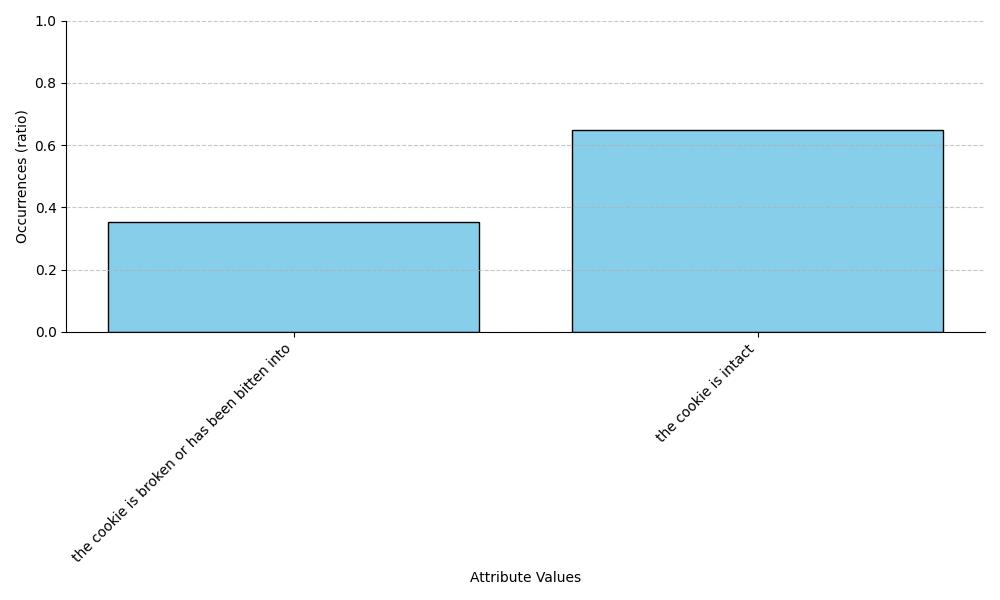 1.0
0.8
0.6
0.4
0.2
0.0
Occurrences (ratio)
the cookie is broken or has been bitten into
the cookie is intact
Attribute Values